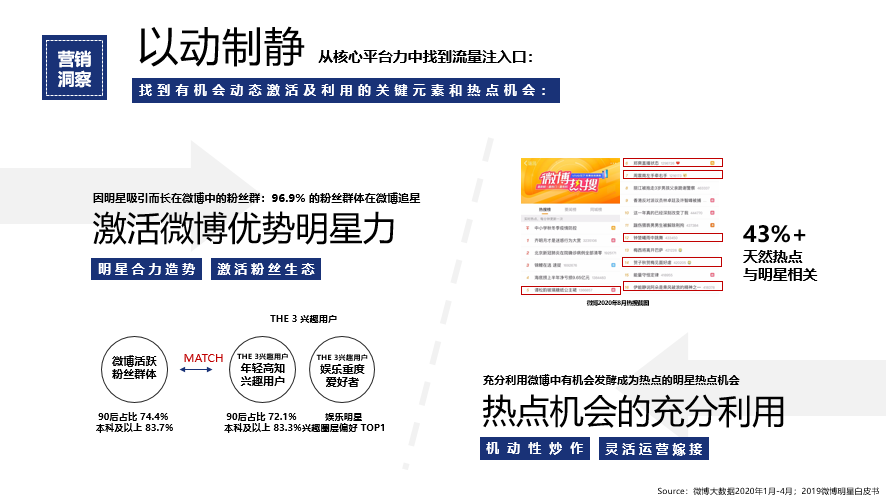 营销
洞察
以动制静 从核心平台力中找到流量注入口：
找到有机会动态激活及利用的关键元素和热点机会：
因明星吸引而长在微博中的粉丝群：96.9% 的粉丝群体在微博追星
激活微博优势明星力
明星合力造势 激活粉丝生态
THE 3 兴趣用户
微博活跃
粉丝群体
MATCH
THE 3兴趣用户
年轻高知
兴趣用户
THE 3兴趣用户
娱乐重度
爱好者
90后占比 74.4%
本科及以上 83.7%
90后占比 72.1%
本科及以上 83.3%
娱乐明星
兴趣圈层偏好 TOP1
微博热搜
微博2020年8月热搜截图
43%+
天然热点
与明星相关
充分利用微博中有机会发酵成为热点的明星热点机会
热点机会的充分利用
机动性炒作 灵活运营嫁接
Source：微博大数据2020年1月-4月；2019微博明星白皮书